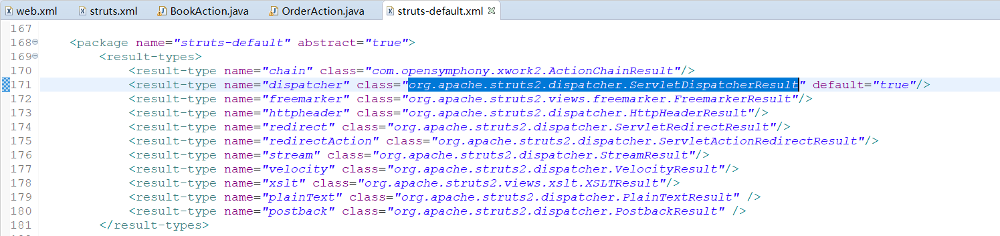 web.xml struts.xml BookAction.java OrderAction.java struts-default.xml
167
168 <package name="struts-default" abstract="true">
169 <result-types>
170 <result-type name="chain" class="com.opensymphony.xwork2.ActionChainResult"/>
171 <result-type name="dispatcher" class="org.apache.struts2.dispatcher.ServletDispatcherResult" default="true"/>
172 <result-type name="freemarker" class="org.apache.struts2.views.freemarker.FreemarkerResult"/>
173 <result-type name="httpheader" class="org.apache.struts2.dispatcher.HttpHeaderResult"/>
174 <result-type name="redirect" class="org.apache.struts2.dispatcher.ServletRedirectResult"/>
175 <result-type name="redirectAction" class="org.apache.struts2.dispatcher.ServletActionRedirectResult"/>
176 <result-type name="stream" class="org.apache.struts2.dispatcher.StreamResult"/>
177 <result-type name="velocity" class="org.apache.struts2.dispatcher.VelocityResult"/>
178 <result-type name="xslt" class="org.apache.struts2.views.xslt.XSLTResult"/>
179 <result-type name="plainText" class="org.apache.struts2.dispatcher.PlainTextResult" />
180 <result-type name="postback" class="org.apache.struts2.dispatcher.PostbackResult" />
181 </result-types>